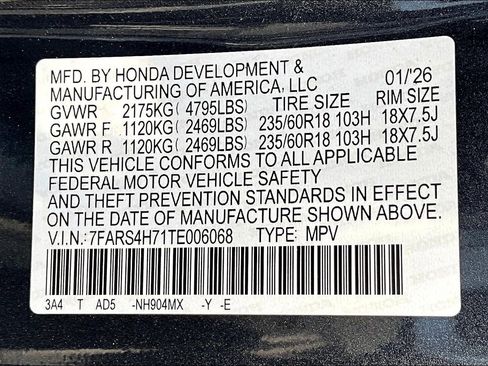 MFD. BY HONDA DEVELOPMENT &
MANUFACTURING OF AMERICA, LLC 01/'26
GVWR 2175KG( 4795LBS) TIRE SIZE RIM SIZE
GAWR F 1120KG( 2469LBS) 235/60R18 103H 18X7.5J
GAWR R 1120KG( 2469LBS) 235/60R18 103H 18X7.5J
THIS VEHICLE CONFORMS TO ALL APPLICABLE
FEDERAL MOTOR VEHICLE SAFETY
AND THEFT PREVENTION STANDARDS IN EFFECT
ON THE DATE OF MANUFACTURE SHOWN ABOVE.
V.I.N.:7FARS4H71TE006068 TYPE: MPV
3A4 T AD5 -NH904MX -Y -E